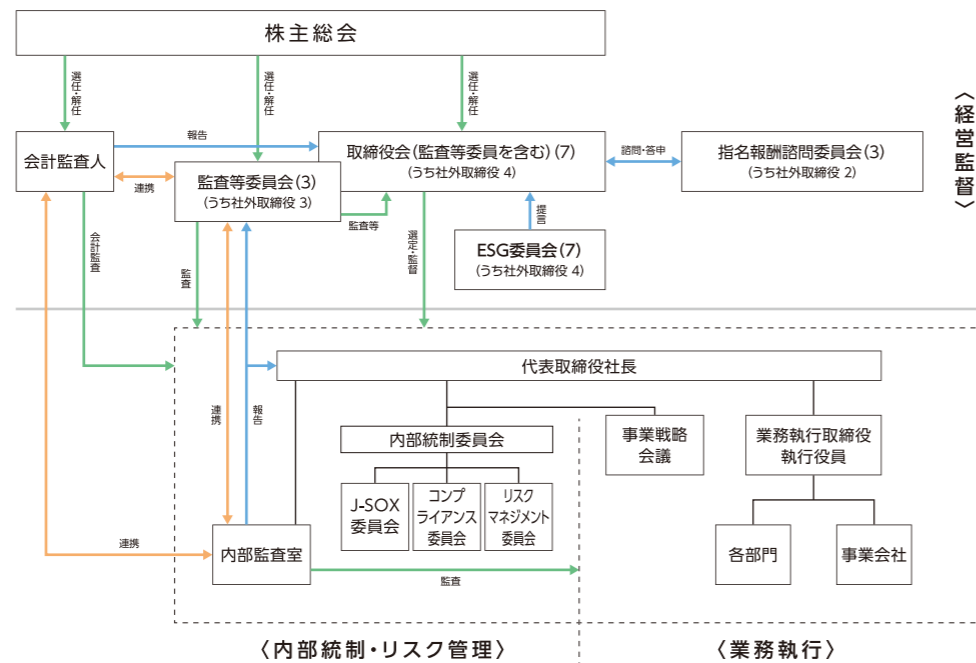 株主総会
選任・解任
選任・解任
選任・解任
〈経営監督〉
会計監査人
報告
取締役会(監査等委員を含む)(7)
(うち社外取締役 4)
諮問・答申
指名報酬諮問委員会(3)
(うち社外取締役 2)
連携
監査等委員会(3)
(うち社外取締役 3)
監査等
提言
ESG委員会(7)
(うち社外取締役 4)
会計監査
監査
選定・監督
代表取締役社長
連携
報告
内部統制委員会
事業戦略
会議
業務執行取締役
執行役員
J-SOX
委員会
コンプ
ライアンス
委員会
リスク
マネジメント
委員会
連携
内部監査室
監査
各部門
事業会社
〈内部統制・リスク管理〉
〈業務執行〉